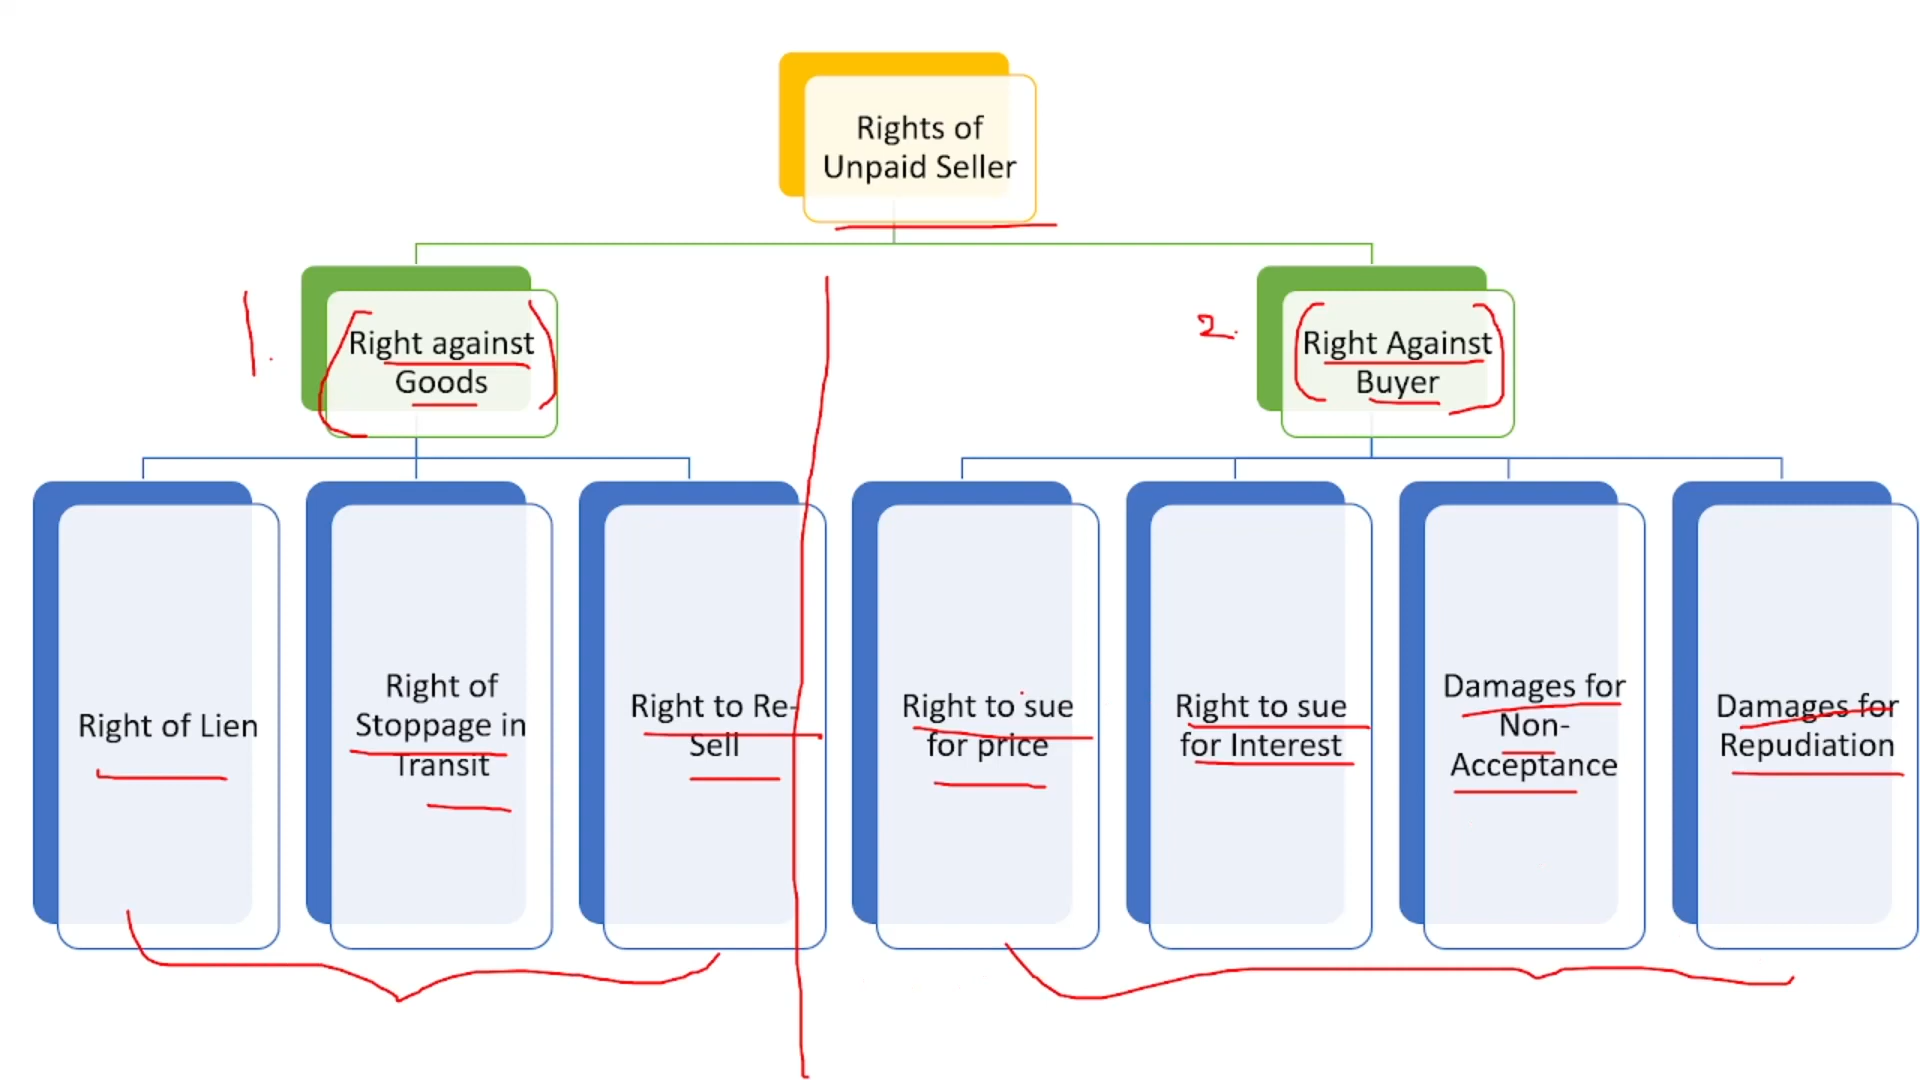 Rights of
Unpaid Seller
1.
Right against
Goods
2.
Right Against
Buyer
Right of Lien
Right of
Stoppage in
Transit
Right to Re-
Sell
Right to sue
for price
Right to sue
for Interest
Damages for
Non-
Acceptance
Damages for
Repudiation